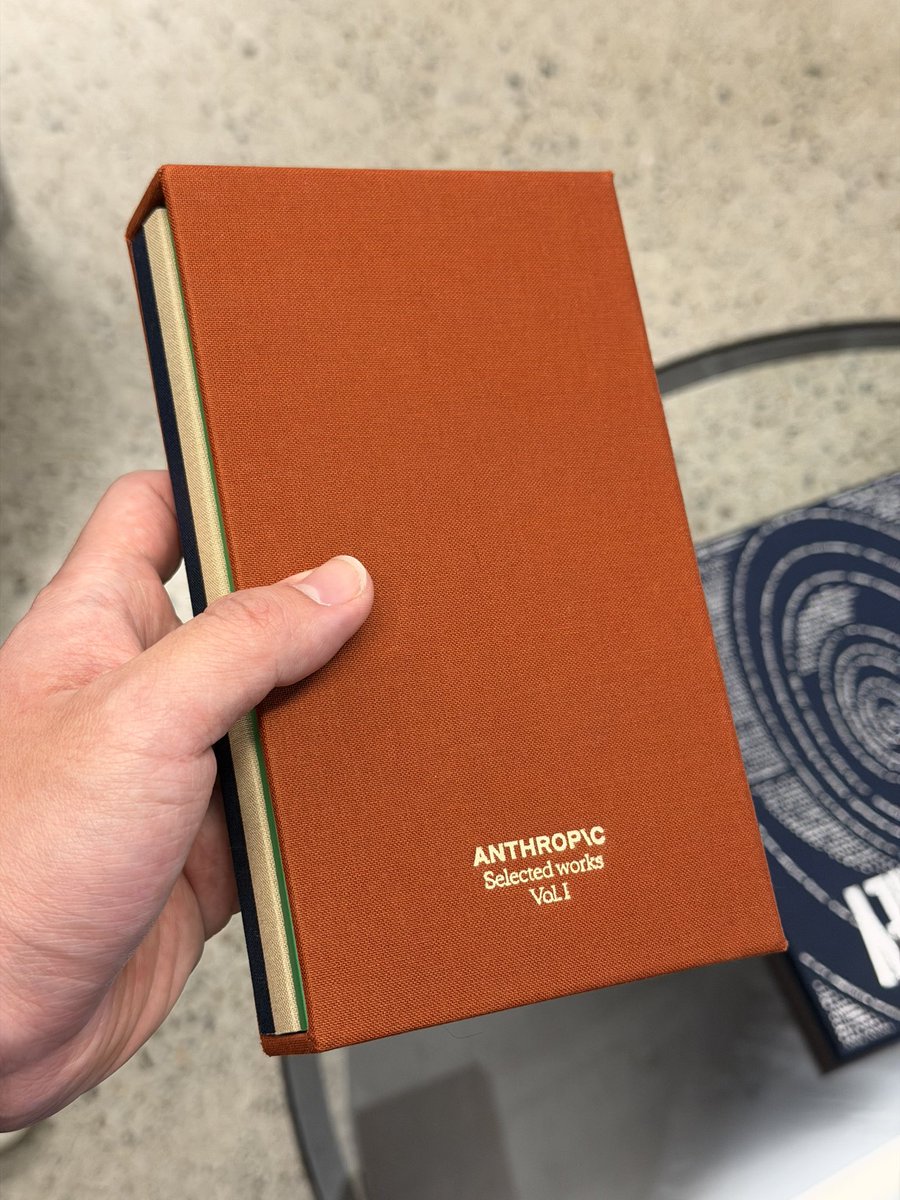 ANTHROP\C
Selected works
Vol. I